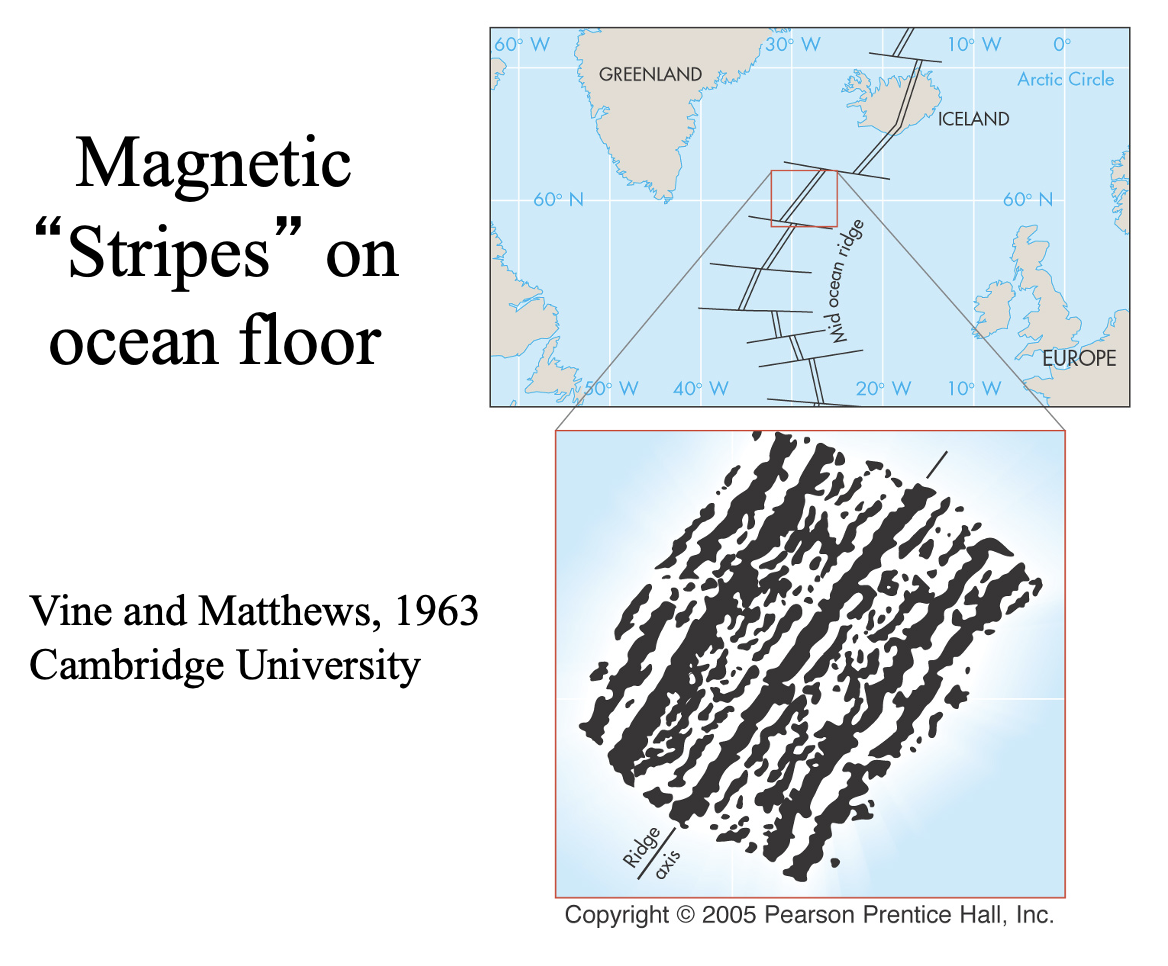 Magnetic
“Stripes” on
ocean floor
Vine and Matthews, 1963
Cambridge University
60° W
30° W
10° W
0°
GREENLAND
Arctic Circle
ICELAND
60° N
60° N
Mid ocean ridge
EUROPE
50° W
40° W
20° W
10° W
Ridge
axis
Copyright © 2005 Pearson Prentice Hall, Inc.